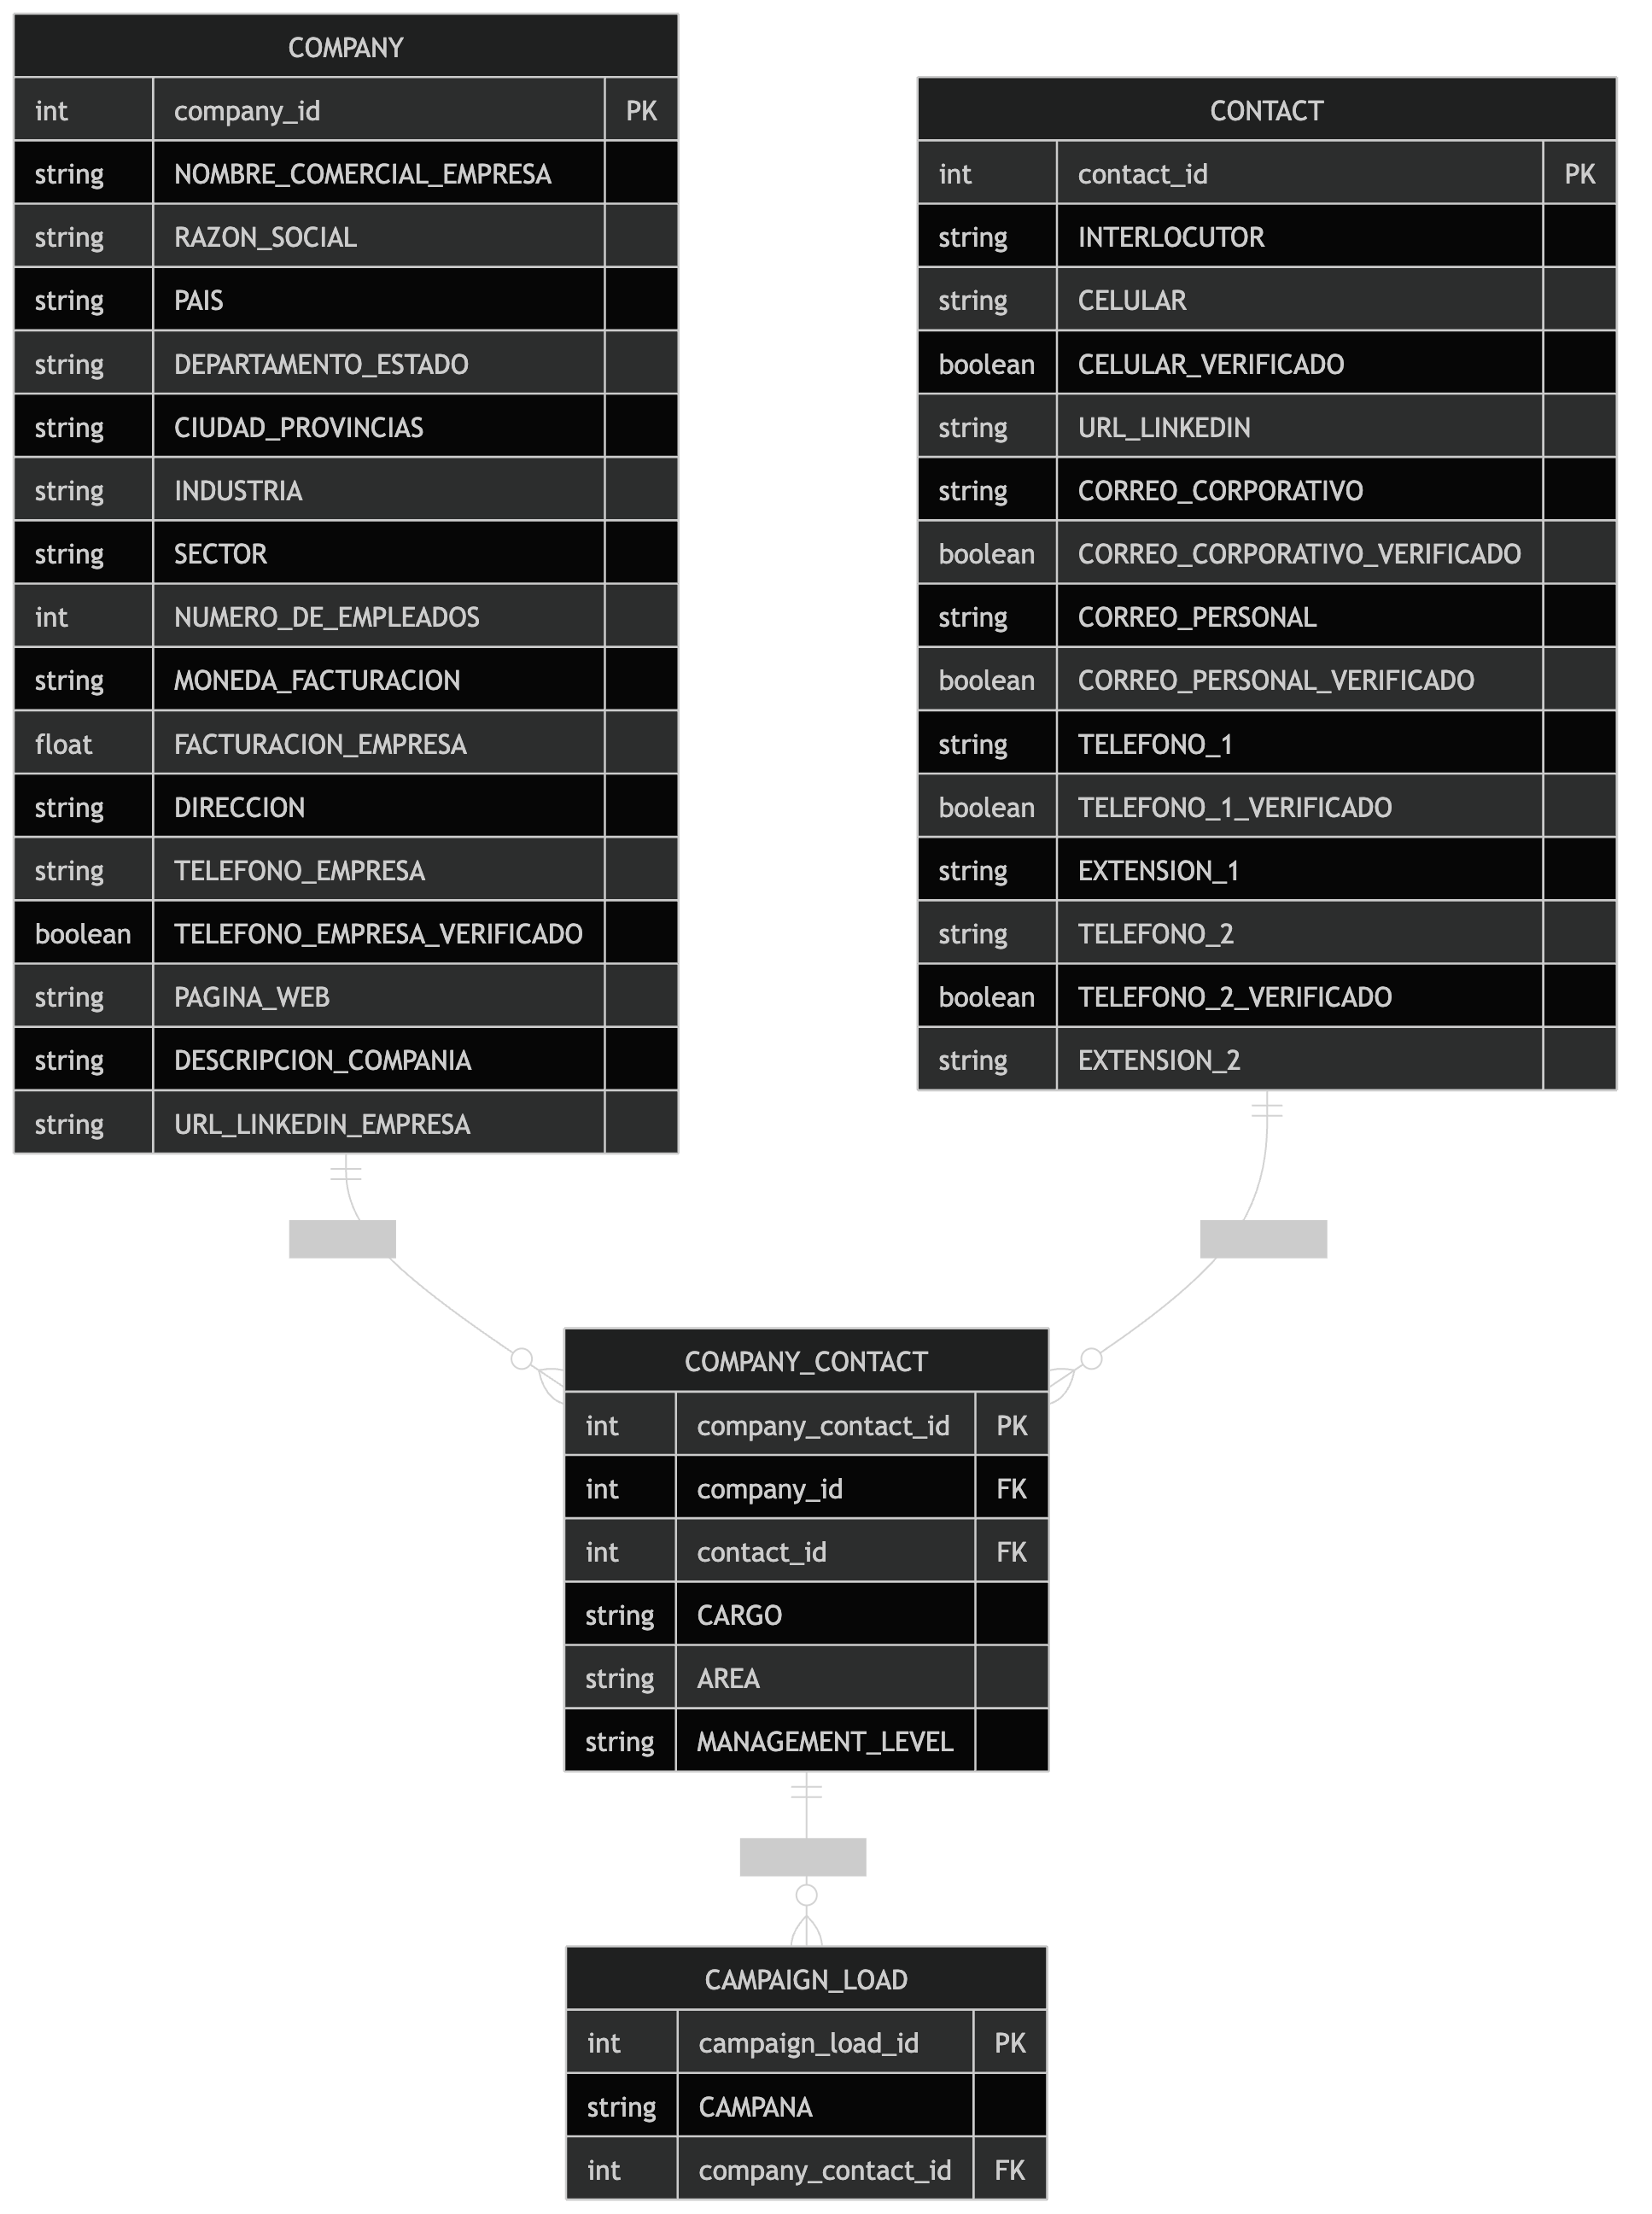 COMPANY
int company_id PK
string NOMBRE_COMERCIAL_EMPRESA
string RAZON_SOCIAL
string PAIS
string DEPARTAMENTO_ESTADO
string CIUDAD_PROVINCIAS
string INDUSTRIA
string SECTOR
int NUMERO_DE_EMPLEADOS
string MONEDA_FACTURACION
float FACTURACION_EMPRESA
string DIRECCION
string TELEFONO_EMPRESA
boolean TELEFONO_EMPRESA_VERIFICADO
string PAGINA_WEB
string DESCRIPCION_COMPANIA
string URL_LINKEDIN_EMPRESA
CONTACT
int contact_id PK
string INTERLOCUTOR
string CELULAR
boolean CELULAR_VERIFICADO
string URL_LINKEDIN
string CORREO_CORPORATIVO
boolean CORREO_CORPORATIVO_VERIFICADO
string CORREO_PERSONAL
boolean CORREO_PERSONAL_VERIFICADO
string TELEFONO_1
boolean TELEFONO_1_VERIFICADO
string EXTENSION_1
string TELEFONO_2
boolean TELEFONO_2_VERIFICADO
string EXTENSION_2
COMPANY_CONTACT
int company_contact_id PK
int company_id FK
int contact_id FK
string CARGO
string AREA
string MANAGEMENT_LEVEL
CAMPAIGN_LOAD
int campaign_load_id PK
string CAMPANA
int company_contact_id FK